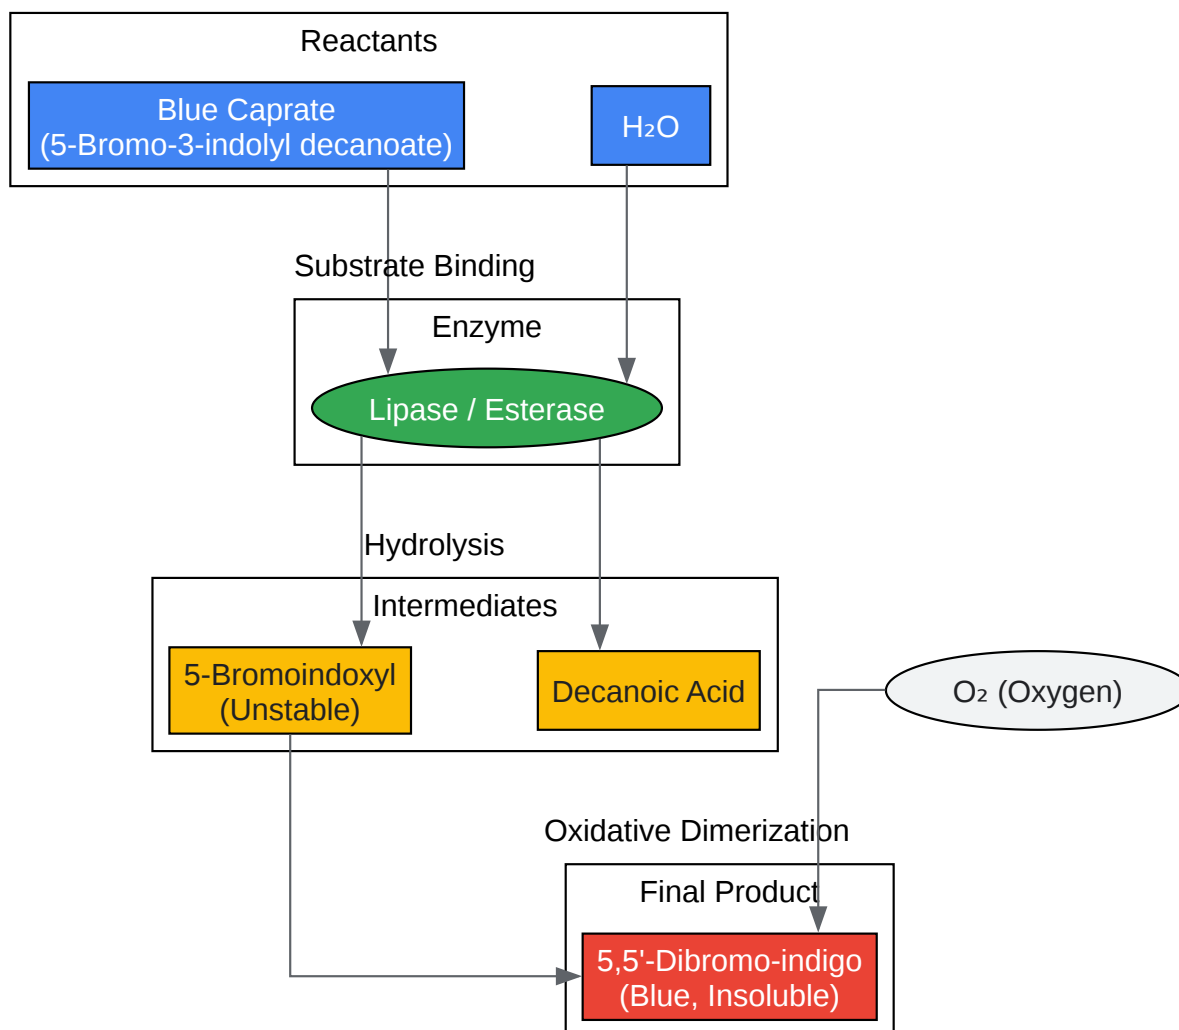 Reactants
Blue Caprate
(5-Bromo-3-indolyl decanoate)
H₂O
Substrate Binding
Enzyme
Lipase / Esterase
Hydrolysis
Intermediates
5-Bromoindoxyl
(Unstable)
Decanoic Acid
O₂ (Oxygen)
Oxidative Dimerization
Final Product
5,5'-Dibromo-indigo
(Blue, Insoluble)